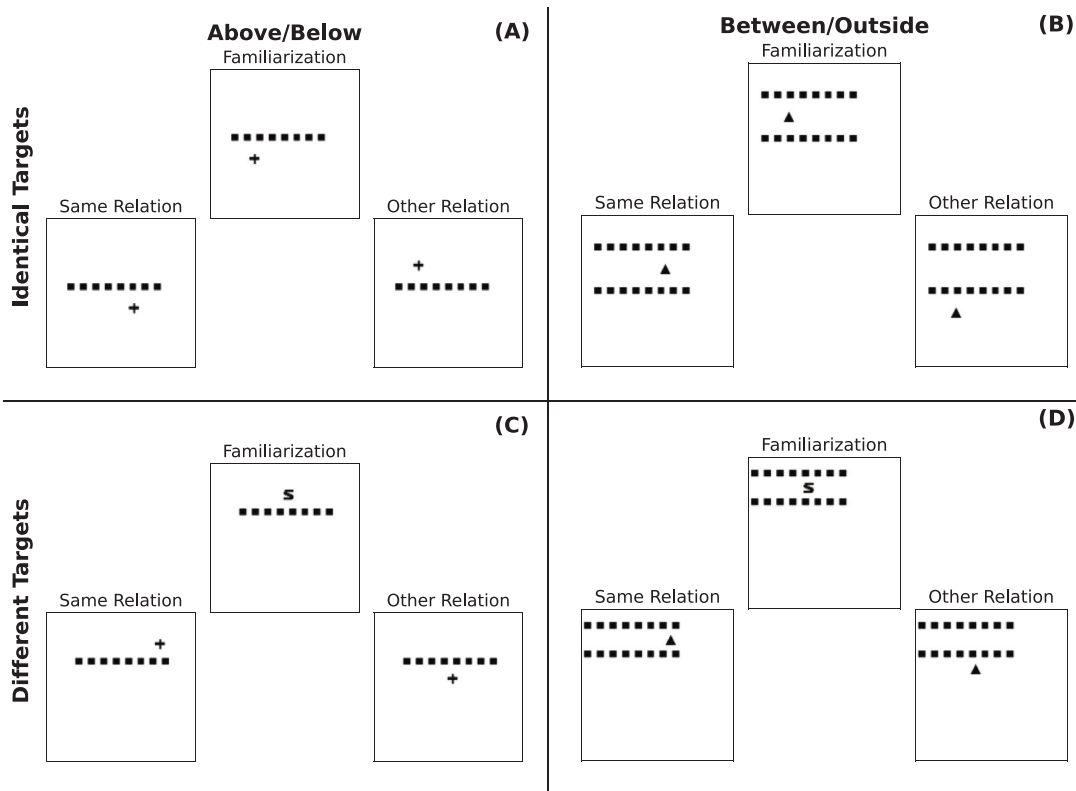 Above/Below
(A)
Familiarization
Same Relation
Other Relation
+
+
+
Between/Outside
(B)
Familiarization
Same Relation
Other Relation
Identical Targets
(C)
Familiarization
S
Same Relation
Other Relation
+
+
(D)
Familiarization
S
Same Relation
Other Relation
Different Targets